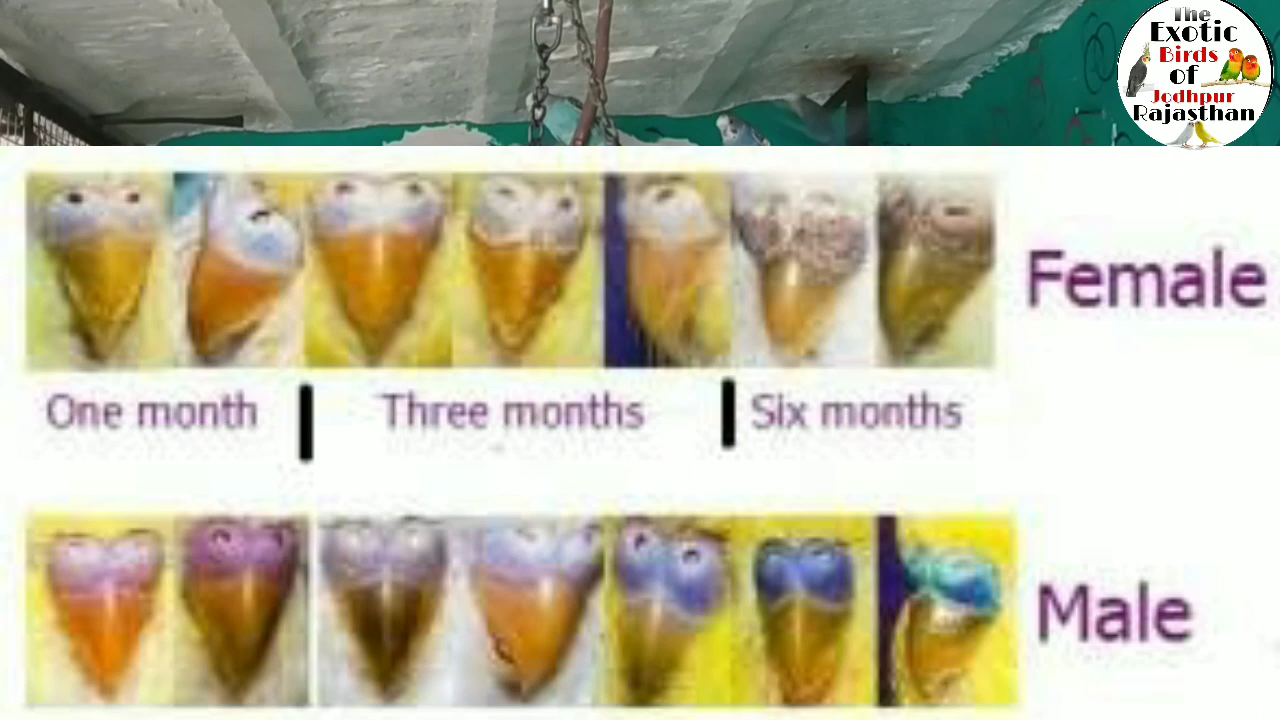 The
Exotic
Birds
of
Jodhpur
Rajasthan
Female
One month
Three months
Six months
Male